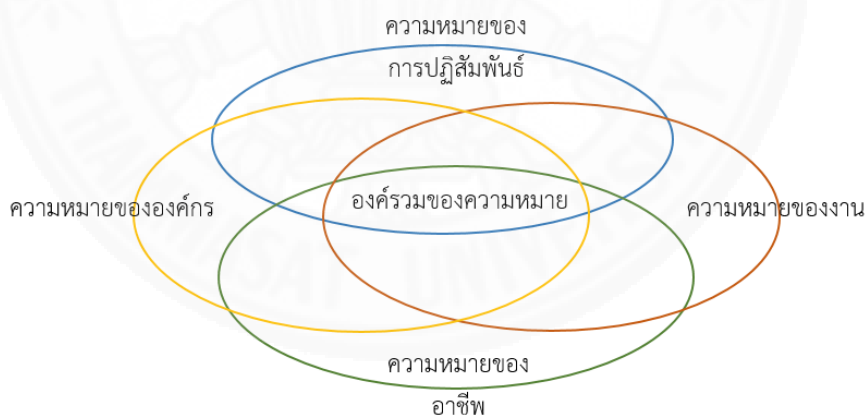 ความหมายของ
การปฏิสัมพันธ์
ความหมายขององค์กร
องค์รวมของความหมาย
ความหมายของงาน
ความหมายของ
อาชีพ